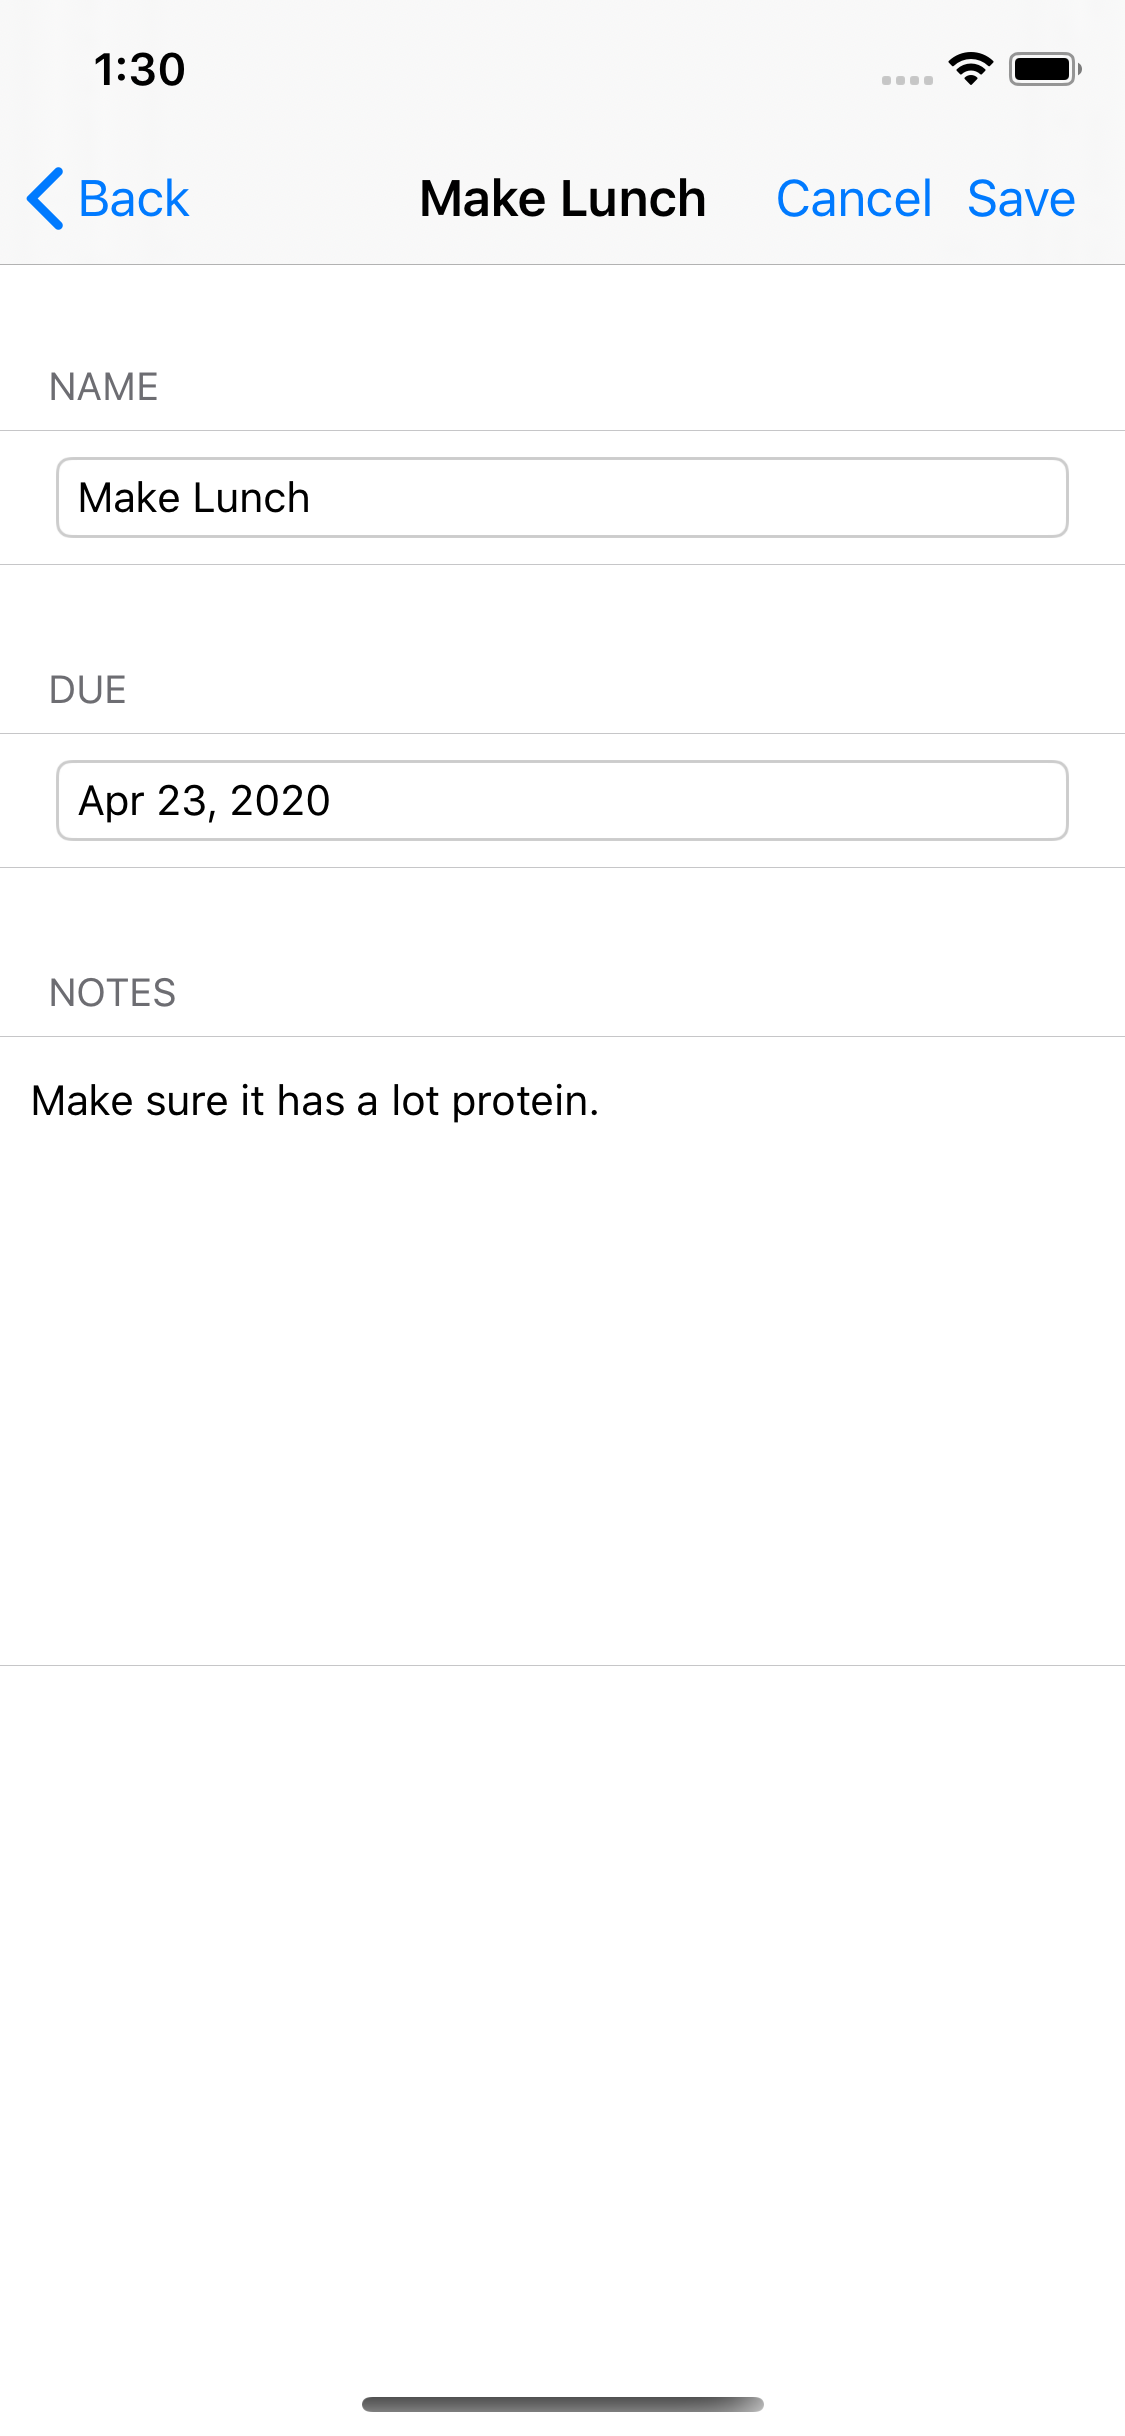 1:30
Back Make Lunch Cancel Save
NAME
Make Lunch
DUE
Apr 23, 2020
NOTES
Make sure it has a lot protein.